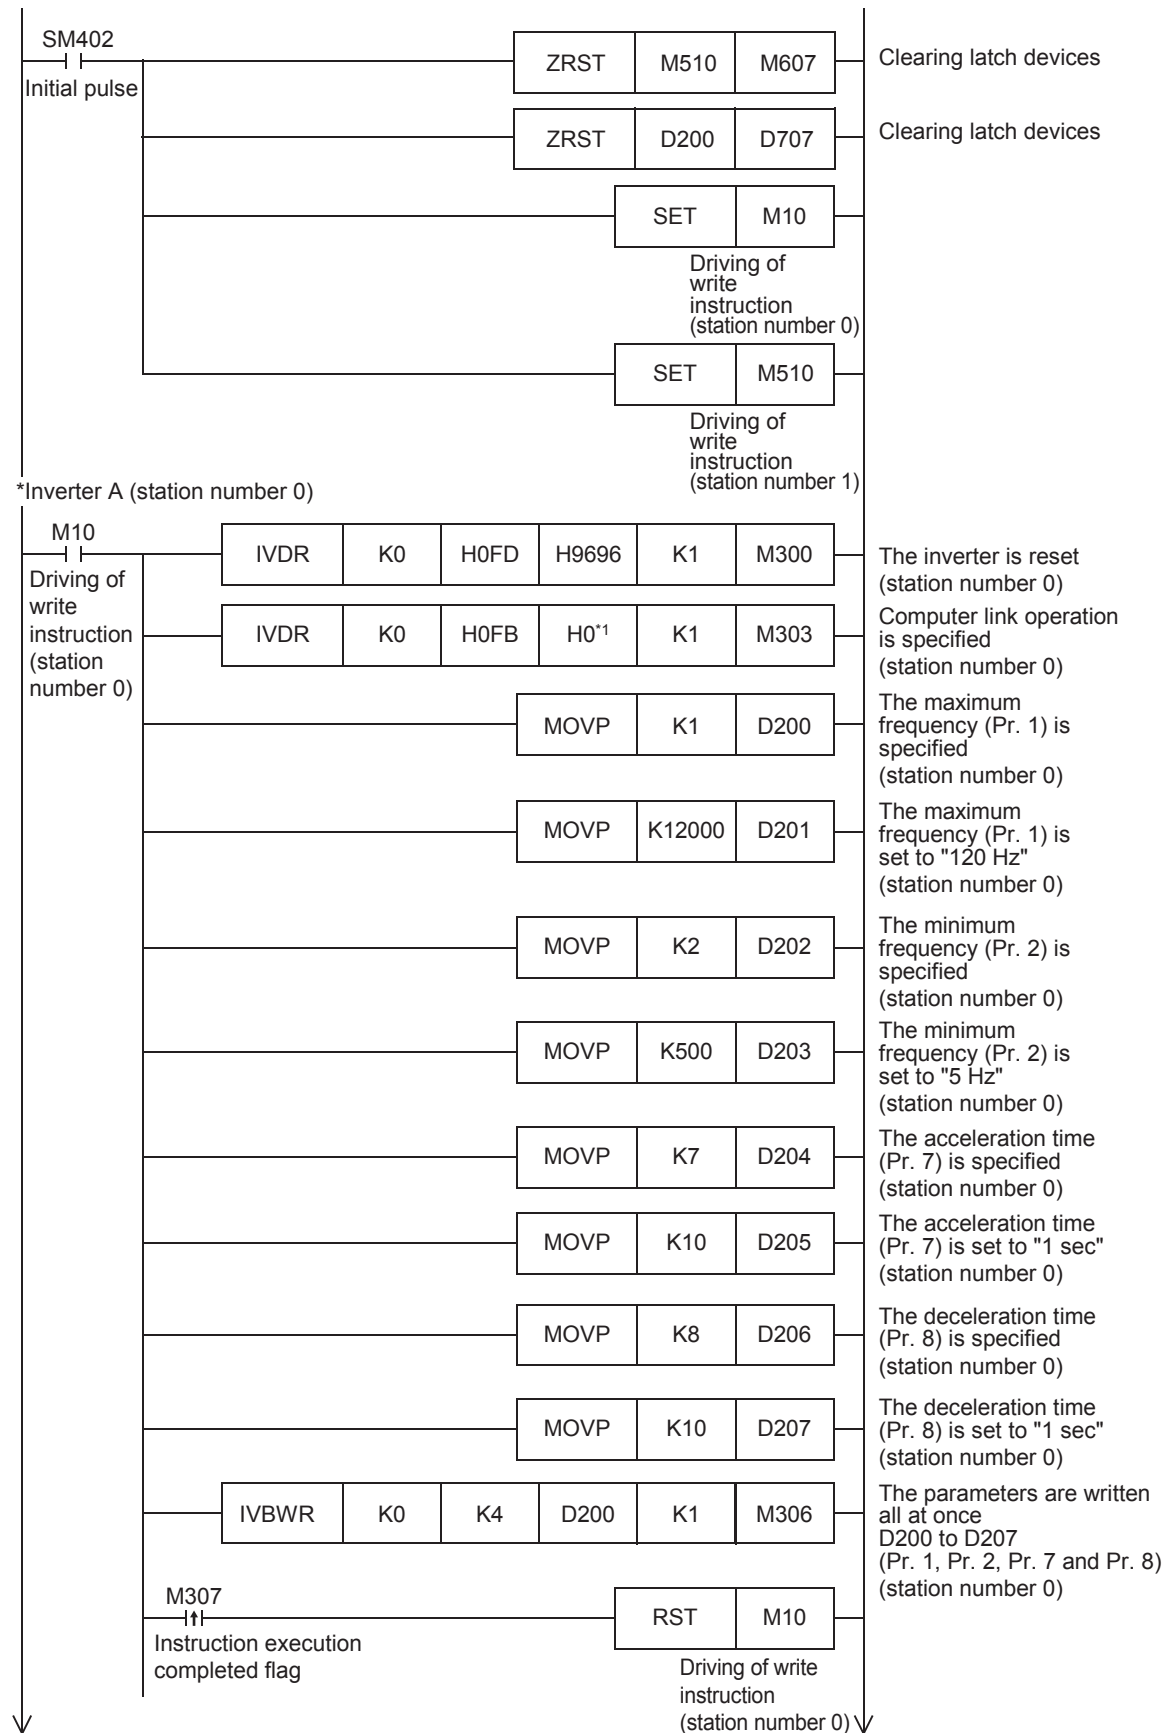 SM402
Initial pulse
ZRST M510 M607
Clearing latch devices
ZRST D200 D707
Clearing latch devices
SET M10
Driving of
write
instruction
(station number 0)
SET M510
Driving of
write
instruction
(station number 1)
*Inverter A (station number 0)
M10
Driving of
write
instruction
(station
number 0)
IVDR K0 H0FD H9696 K1 M300
The inverter is reset
(station number 0)
IVDR K0 H0FB H0*1 K1 M303
Computer link operation
is specified
(station number 0)
MOVP K1 D200
The maximum
frequency (Pr. 1) is
specified
(station number 0)
MOVP K12000 D201
The maximum
frequency (Pr. 1) is
set to "120 Hz"
(station number 0)
MOVP K2 D202
The minimum
frequency (Pr. 2) is
specified
(station number 0)
MOVP K500 D203
The minimum
frequency (Pr. 2) is
set to "5 Hz"
(station number 0)
MOVP K7 D204
The acceleration time
(Pr. 7) is specified
(station number 0)
MOVP K10 D205
The acceleration time
(Pr. 7) is set to "1 sec"
(station number 0)
MOVP K8 D206
The deceleration time
(Pr. 8) is specified
(station number 0)
MOVP K10 D207
The deceleration time
(Pr. 8) is set to "1 sec"
(station number 0)
IVBWR K0 K4 D200 K1 M306
The parameters are written
all at once
D200 to D207
(Pr. 1, Pr. 2, Pr. 7 and Pr. 8)
(station number 0)
M307
Instruction execution
completed flag
RST M10
Driving of write
instruction
(station number 0)